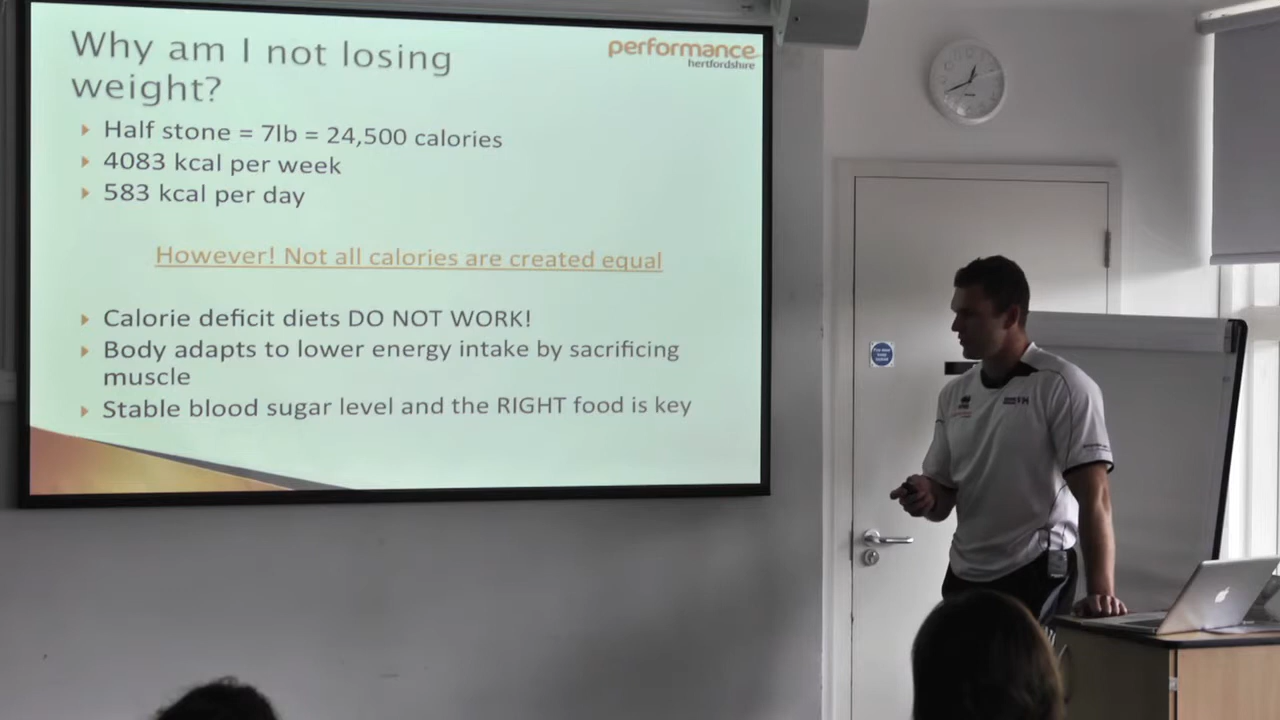 Why am I not losing
weight?
performance
hertfordshire
Half stone = 7lb = 24,500 calories
4083 kcal per week
583 kcal per day
However! Not all calories are created equal
Calorie deficit diets DO NOT WORK!
Body adapts to lower energy intake by sacrificing
muscle
Stable blood sugar level and the RIGHT food is key